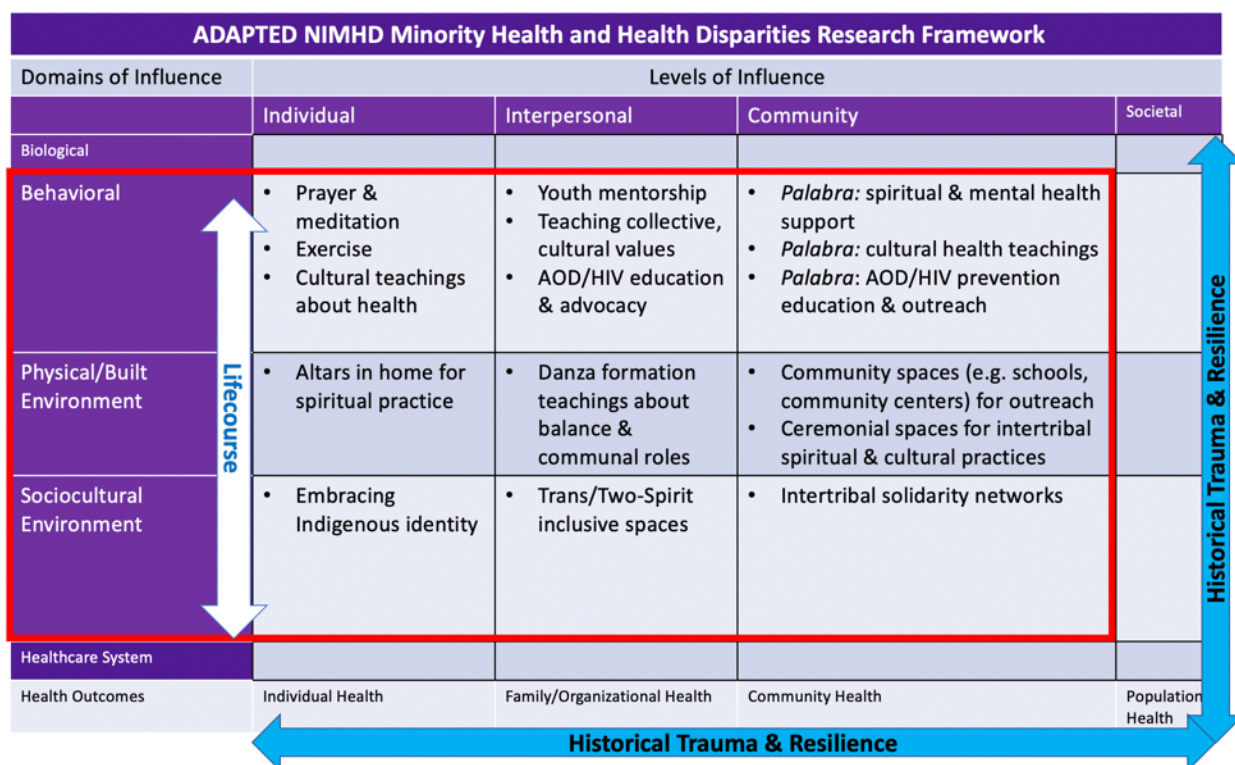 ADAPTED NIMHD Minority Health and Health Disparities Research Framework
Domains of Influence
Levels of Influence
Individual
Interpersonal
Community
Societal
Biological
Behavioral
• Prayer &
meditation
• Exercise
• Cultural teachings
about health
• Youth mentorship
• Teaching collective,
cultural values
• AOD/HIV education
& advocacy
• Palabra: spiritual & mental health
support
• Palabra: cultural health teachings
• Palabra: AOD/HIV prevention
education & outreach
Physical/Built
Environment
• Altars in home for
spiritual practice
• Danza formation
teachings about
balance &
communal roles
• Community spaces (e.g. schools,
community centers) for outreach
• Ceremonial spaces for intertribal
spiritual & cultural practices
Sociocultural
Environment
• Embracing
Indigenous identity
• Trans/Two-Spirit
inclusive spaces
• Intertribal solidarity networks
Lifecourse
Historical Trauma & Resilience
Healthcare System
Health Outcomes
Individual Health
Family/Organizational Health
Community Health
Population
Health
Historical Trauma & Resilience